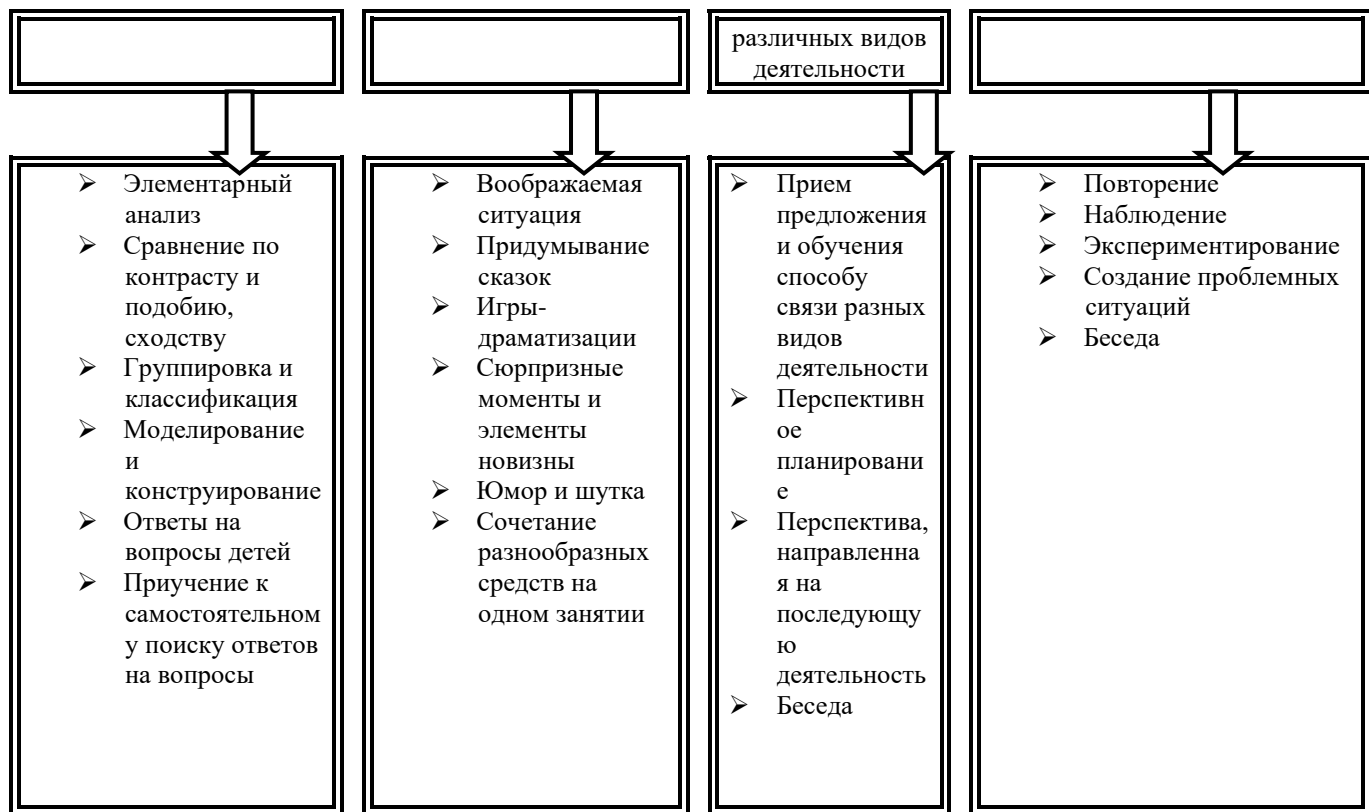 различных видов
деятельности
➢ Элементарный
анализ
➢ Сравнение по
контрасту и
подобию,
сходству
➢ Группировка и
классификация
➢ Моделирование
и
конструирование
➢ Ответы на
вопросы детей
➢ Приучение к
самостоятельном
у поиску ответов
на вопросы
➢ Воображаемая
ситуация
➢ Придумывание
сказок
➢ Игры-
драматизации
➢ Сюрпризные
моменты и
элементы
новизны
➢ Юмор и шутка
➢ Сочетание
разнообразных
средств на
одном занятии
➢ Прием
предложения
и обучения
способу
связи разных
видов
деятельности
➢ Перспективн
ое
планировани
е
➢ Перспектива,
направленна
я на
последующу
ю
деятельность
➢ Беседа
➢ Повторение
➢ Наблюдение
➢ Экспериментирование
➢ Создание проблемных
ситуаций
➢ Беседа